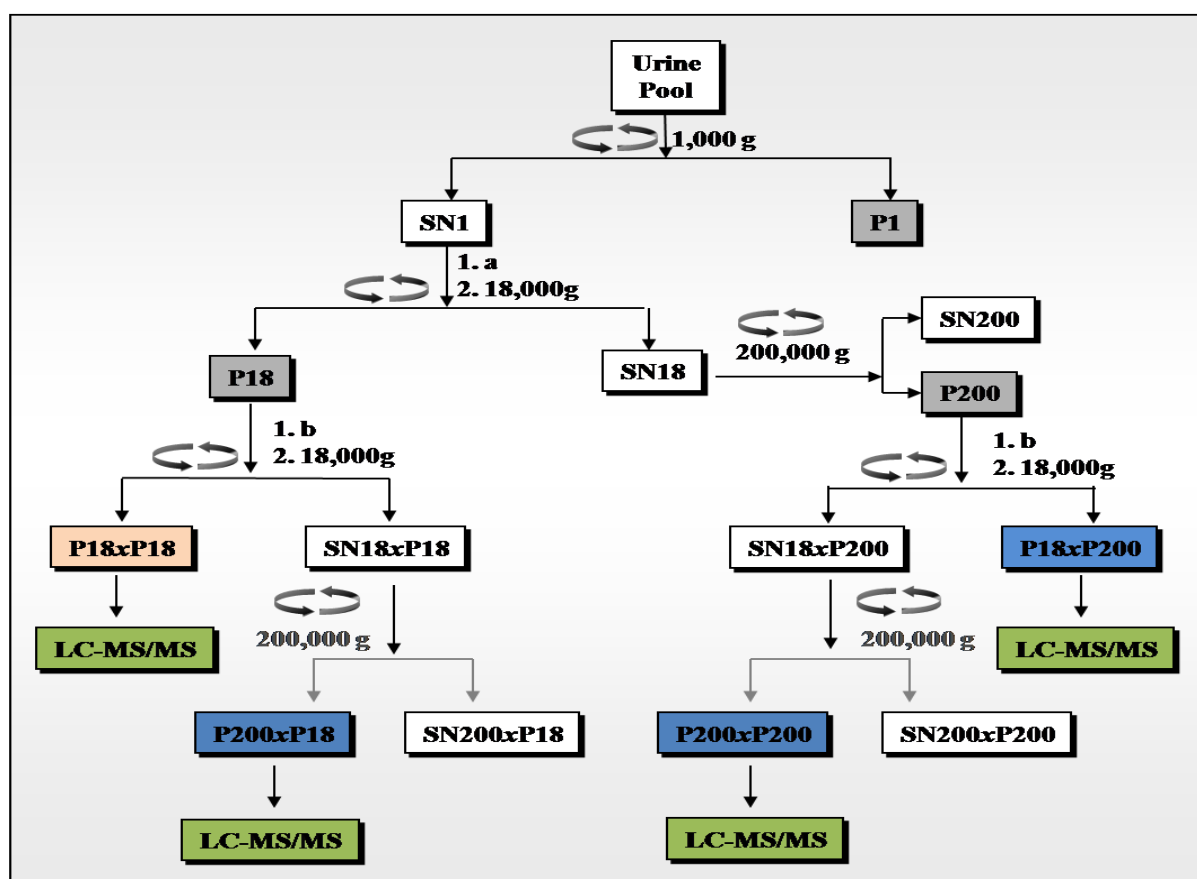 Urine
Pool
1,000 g
SN1
P1
1. a
2. 18,000g
SN200
200,000 g
P18
SN18
P200
1. b
2. 18,000g
1. b
2. 18,000g
P18xP18
SN18xP18
SN18xP200
P18xP200
200,000 g
200,000 g
LC-MS/MS
LC-MS/MS
P200xP18
SN200xP18
P200xP200
SN200xP200
LC-MS/MS
LC-MS/MS